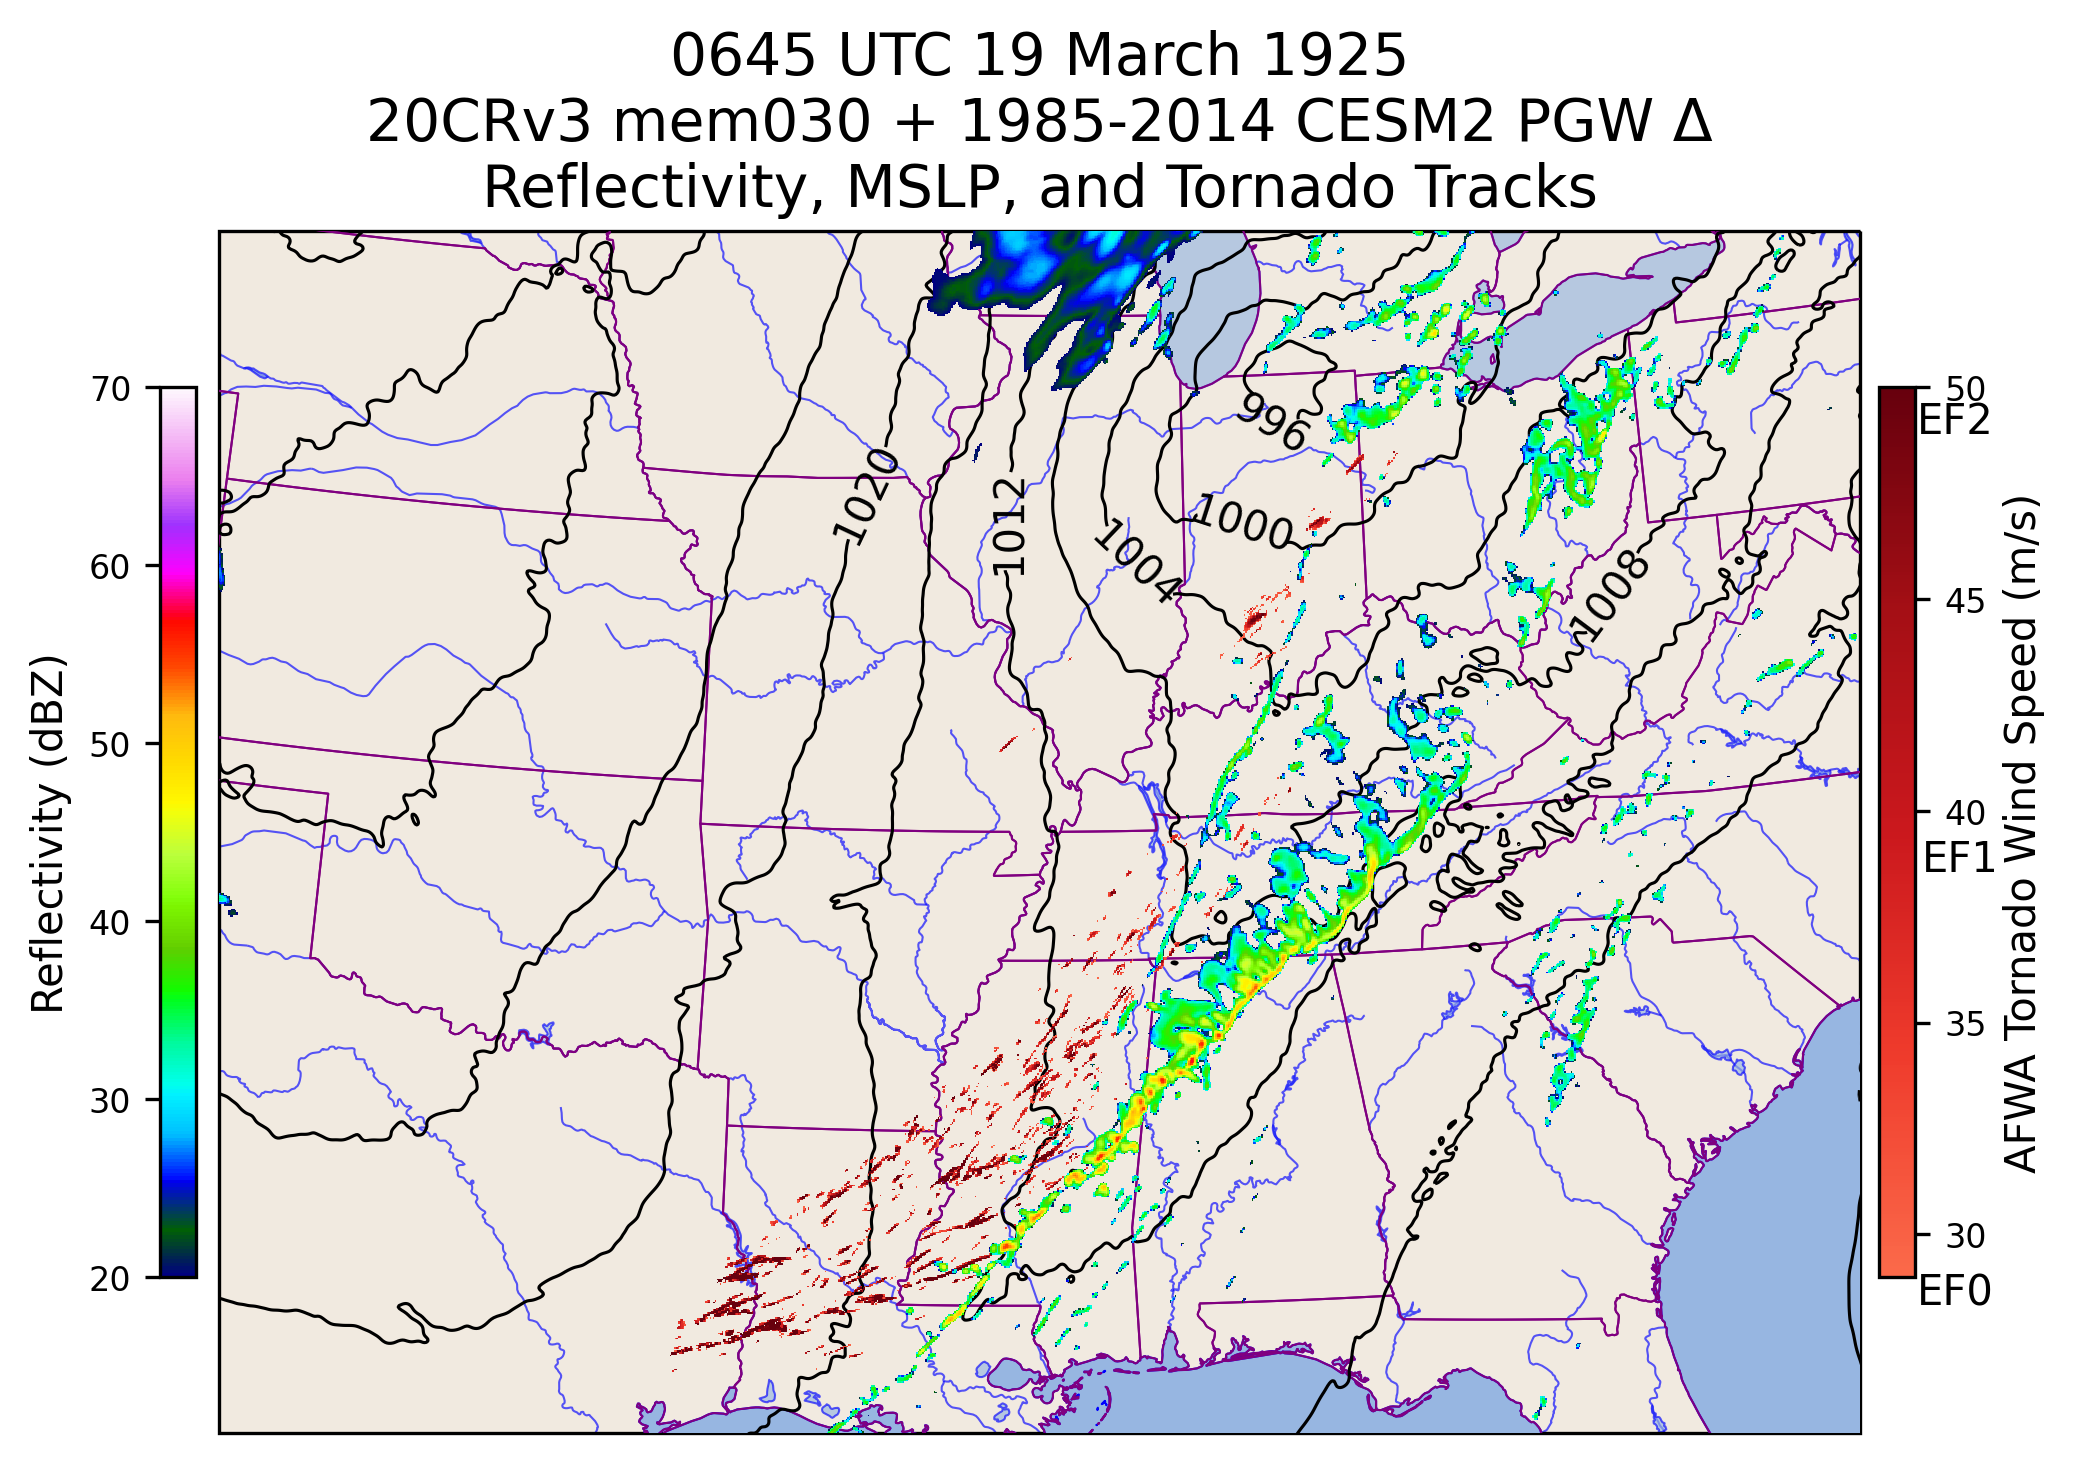 0645 UTC 19 March 1925
20CRv3 mem030 + 1985-2014 CESM2 PGW Δ
Reflectivity, MSLP, and Tornado Tracks
Reflectivity (dBZ)
70
60
50
40
30
20
996
1020
1012
1000
1004
1008
50
EF2
45
40
EF1
35
30
EF0
AFWA Tornado Wind Speed (m/s)